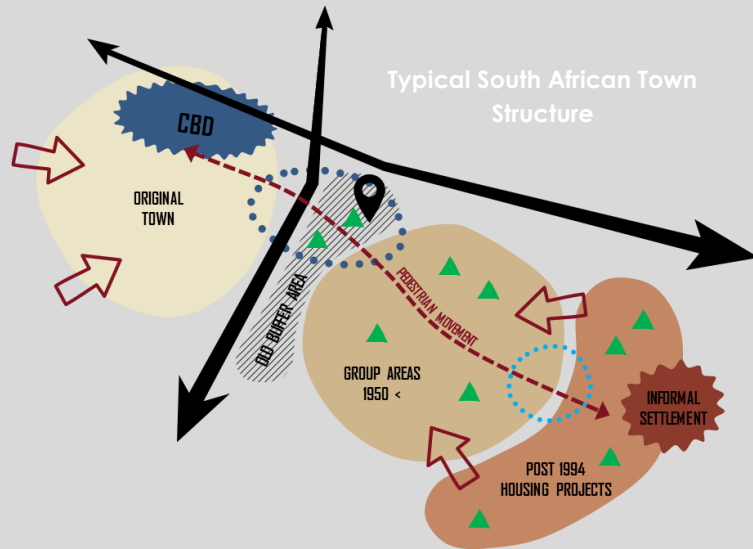 Typical South African Town
Structure
CBD
ORIGINAL
TOWN
OLD BUFFER AREA
PEDESTRIAN MOVEMENT
GROUP AREAS
1950 <
INFORMAL
SETTLEMENT
POST 1994
HOUSING PROJECTS